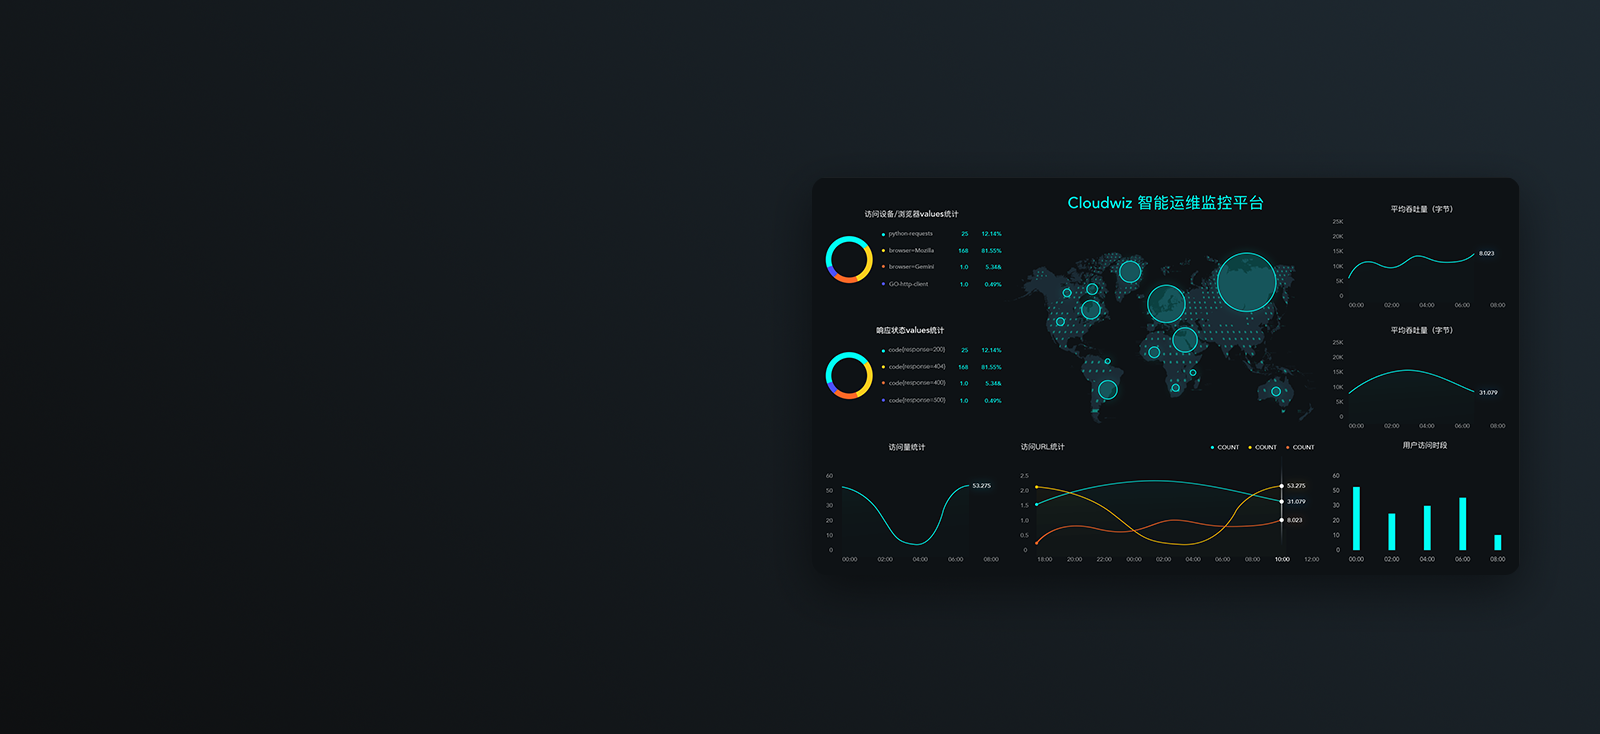 Cloudwiz 智能运维监控平台
访问设备/浏览器values统计
python-requests 25 12.14%
browser=Mozilla 168 81.55%
browser=Gemini 1.0 5.34&
GO-http-client 1.0 0.49%
响应状态values统计
code{response=200} 25 12.14%
code{response=404} 168 81.55%
code{response=400} 1.0 5.34&
code{response=500} 1.0 0.49%
平均吞吐量（字节）
25K
20K
15K
10K
5K
0
8.023
00:00 02:00 04:00 06:00 08:00
平均吞吐量（字节）
25K
20K
15K
10K
5K
0
31.079
00:00 02:00 04:00 06:00 08:00
访问量统计
60
50
30
20
10
0
53.275
00:00 02:00 04:00 06:00 08:00
访问URL统计
COUNT COUNT COUNT
2.5
2.0
1.5
1.0
0.5
0
53.275
31.079
8.023
18:00 20:00 22:00 00:00 02:00 04:00 06:00 08:00 10:00 12:00
用户访问时段
60
50
30
20
10
0
00:00 02:00 04:00 06:00 08:00